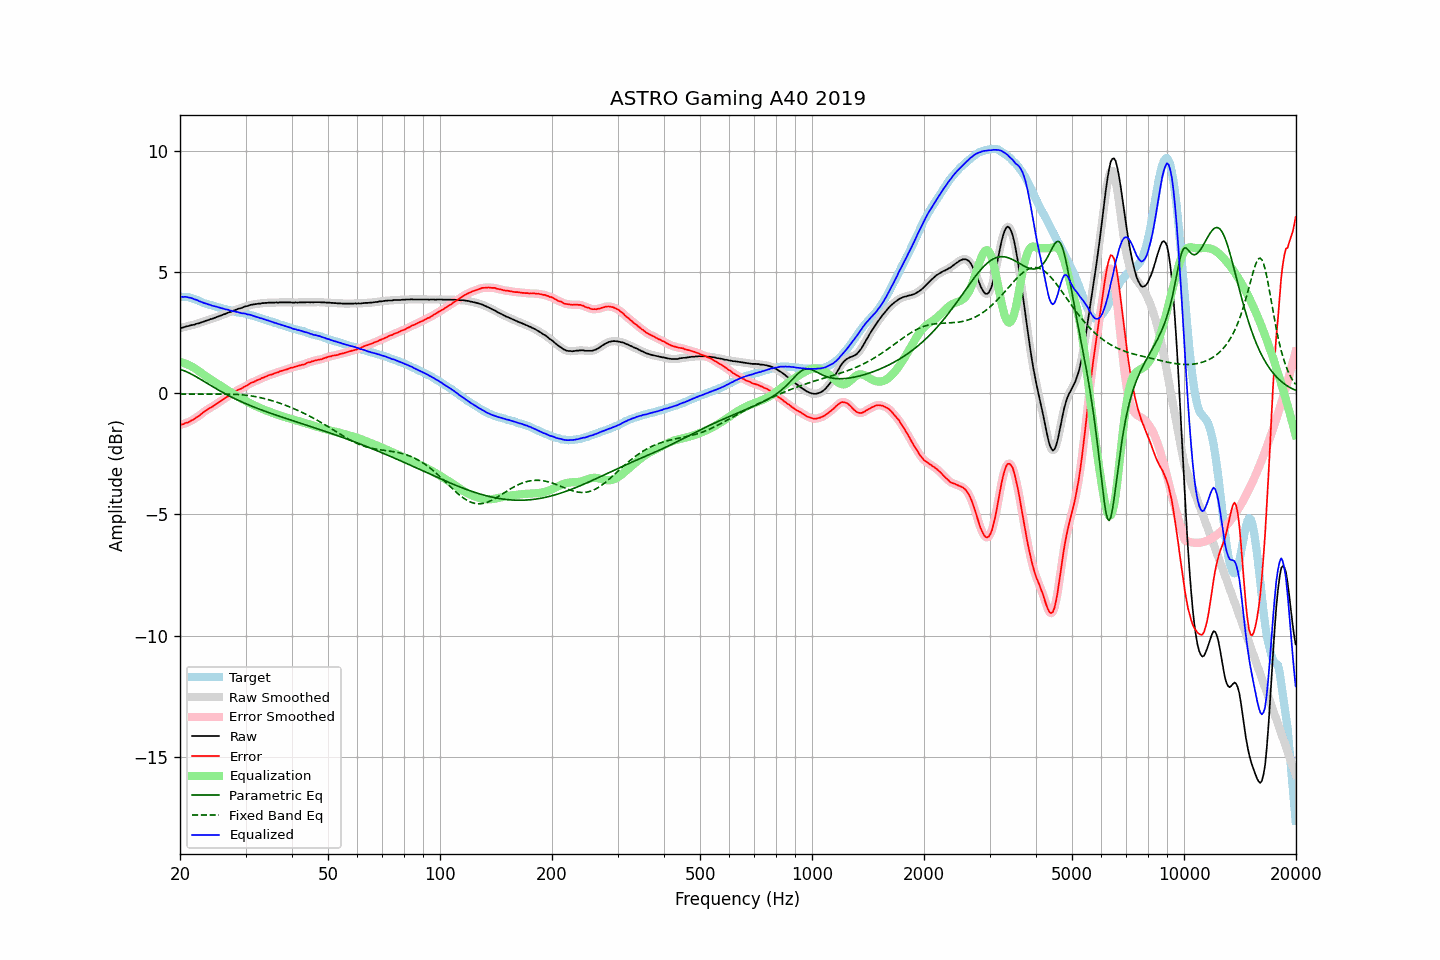 ASTRO Gaming A40 2019
Amplitude (dBr)
10
5
0
−5
−10
−15
Target
Raw Smoothed
Error Smoothed
Raw
Error
Equalization
Parametric Eq
Fixed Band Eq
Equalized
20 50 100 200 500 1000 2000 5000 10000 20000
Frequency (Hz)